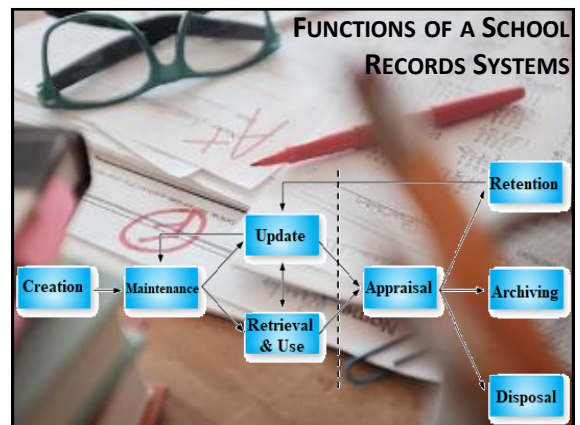 FUNCTIONS OF A SCHOOL
RECORDS SYSTEMS
Retention
Update
Creation
Maintenance
Appraisal
Archiving
Retrieval
& Use
Disposal
A+